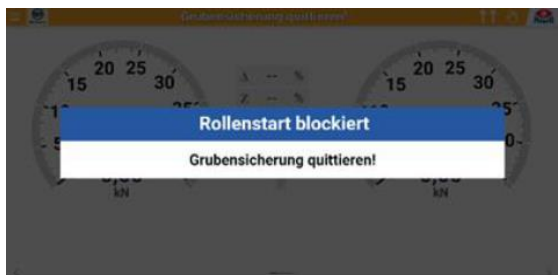 Grubensicherung quittieren!
20 25
15 30
Δ -- %
20 25
15 30
Z -- %
Rollenstart blockiert
Grubensicherung quittieren!
kN
kN